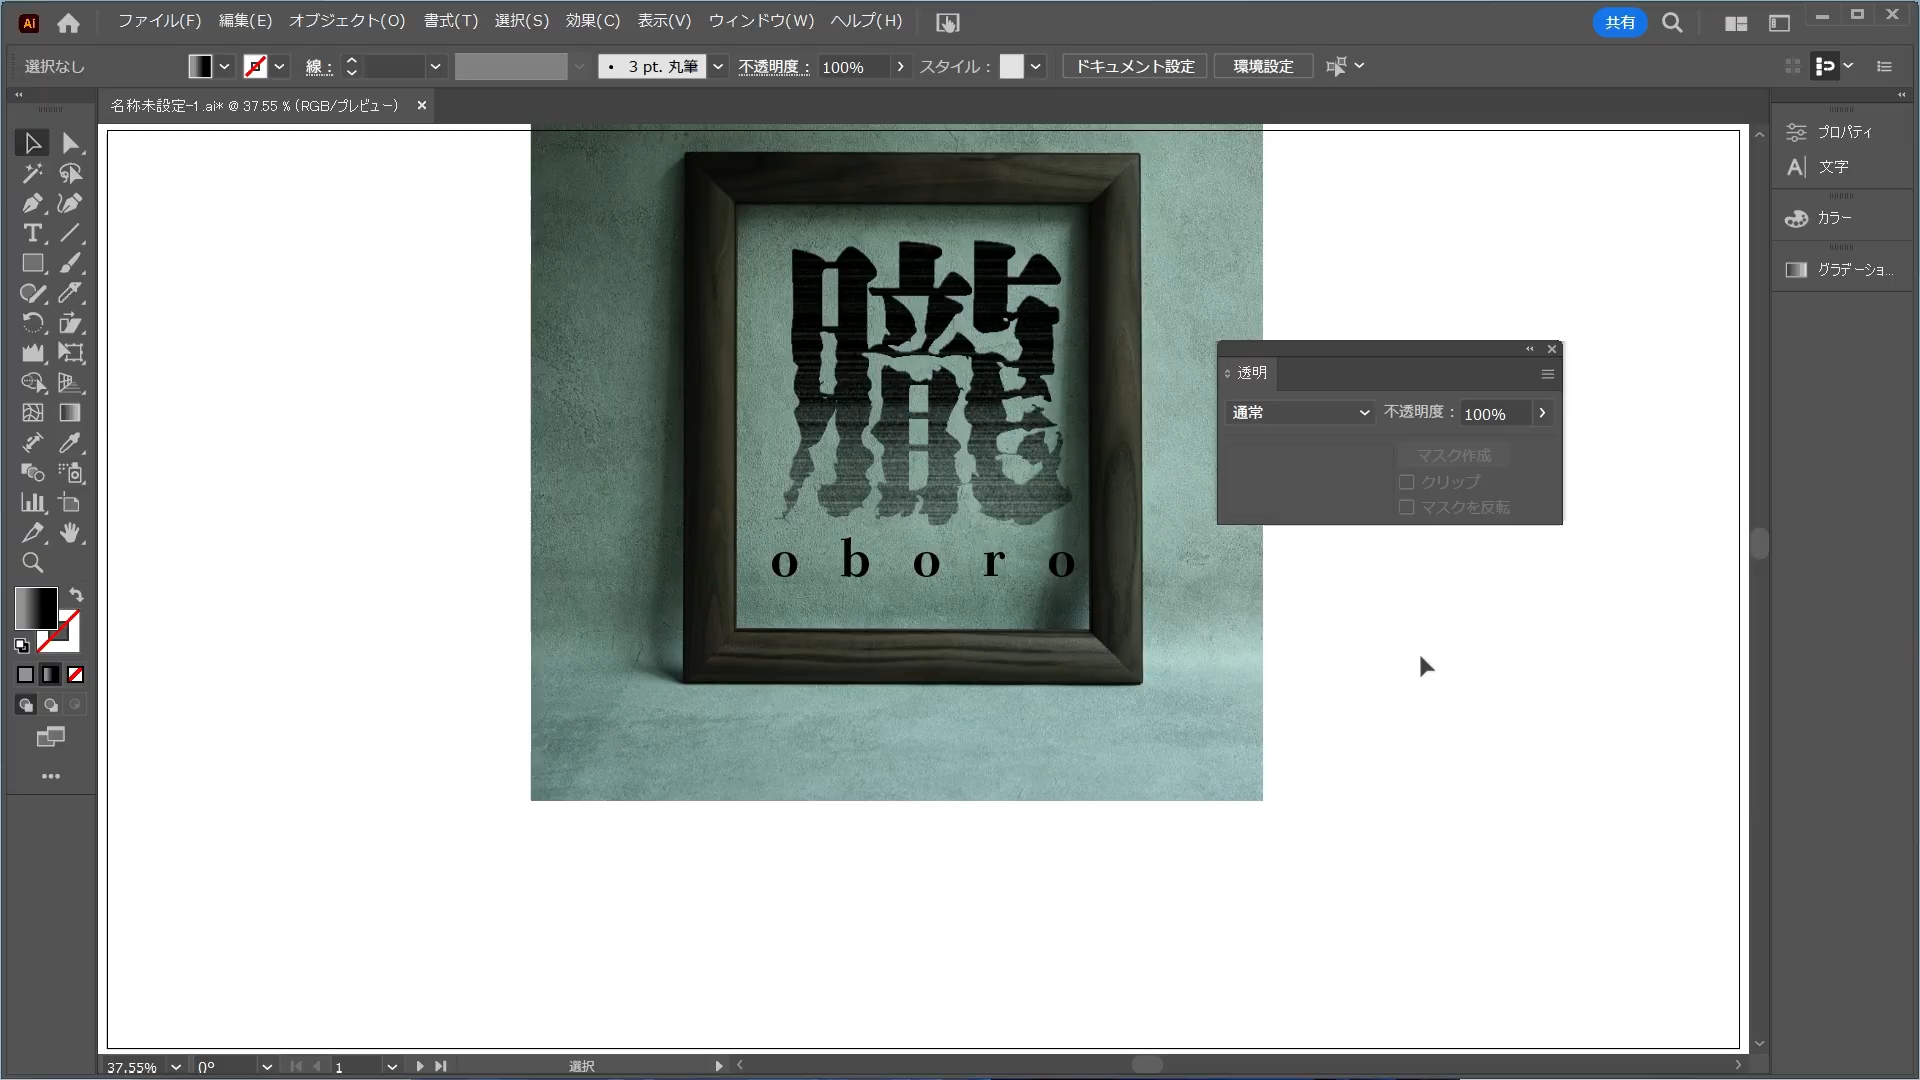 Ai
ファイル(F) 編集(E) オブジェクト(O) 書式(T) 選択(S) 効果(C) 表示(V) ウィンドウ(W) ヘルプ(H)
共有
選択なし
線：
3 pt. 丸筆
不透明度： 100%
スタイル：
ドキュメント設定
環境設定
名称未設定-1.ai* @ 37.55 % (RGB/プレビュー)
プロパティ
文字
カラー
グラデーショ...
朧
oboro
透明
通常
不透明度： 100%
マスク作成
クリップ
マスクを反転
37.55%
0°
1
選択